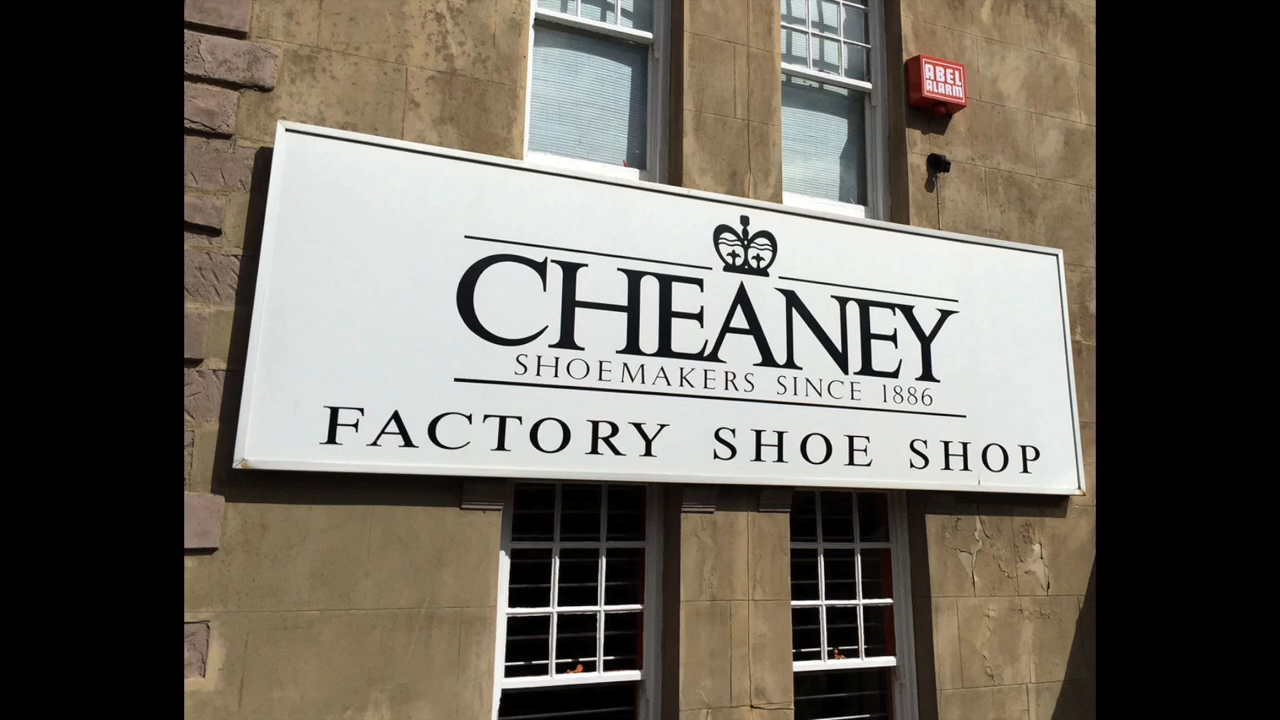 ABEL
ALARM
CHEANEY
SHOEMAKERS SINCE 1886
FACTORY SHOE SHOP